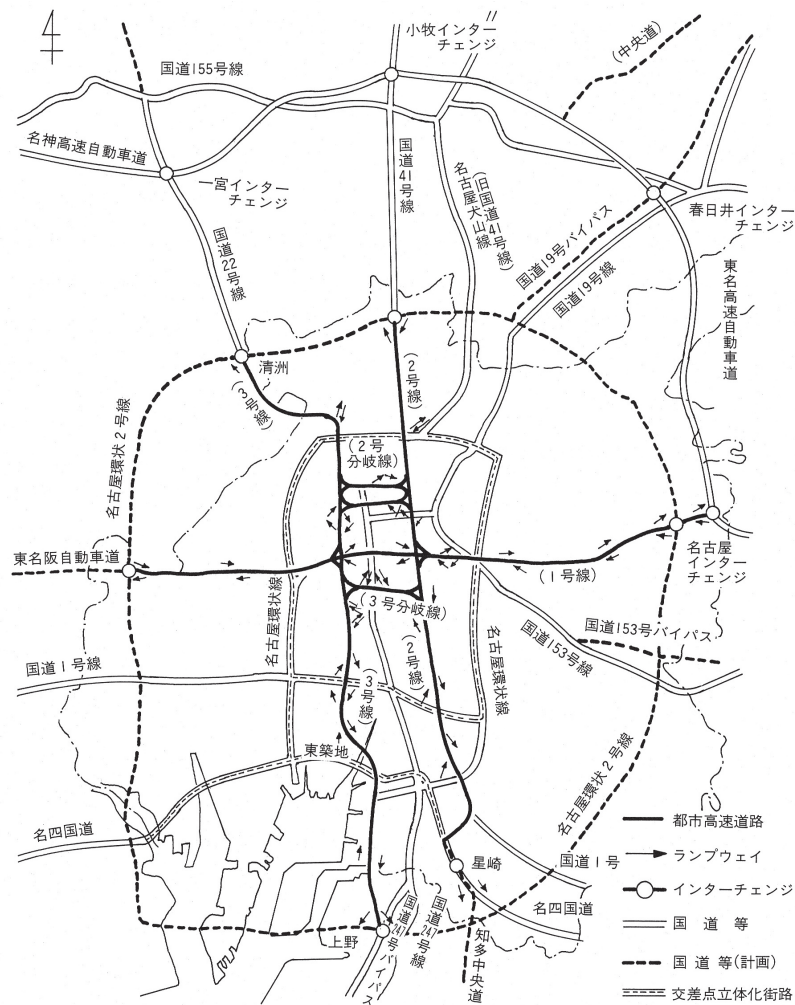 小牧インター
チェンジ
(中央道)
国道155号線
名神高速自動車道
一宮インター
チェンジ
国道41号線
名古屋犬山線
(旧国道41号線)
春日井インター
チェンジ
国道22号線
国道19号バイパス
国道19号線
東名高速自動車道
清洲
(3号線)
(2号線)
名古屋環状2号線
(2号
分岐線)
東名阪自動車道
名古屋
インター
チェンジ
(1号線)
(3号分岐線)
名古屋環状線
国道153号バイパス
国道153号線
(2号線)
名古屋環状線
国道1号線
(3号線)
東築地
名古屋環状2号線
名四国道
都市高速道路
ランプウェイ
インターチェンジ
国道等
国道等(計画)
交差点立体化街路
星崎
国道1号
名四国道
上野
国道247号バイパス
国道247号線
知多中央道